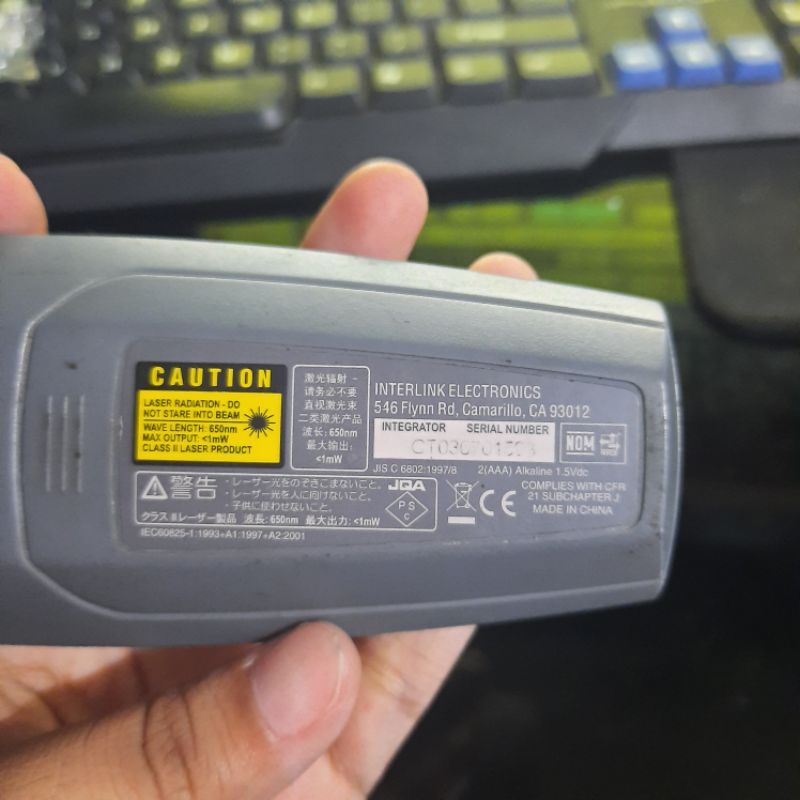 CAUTION
LASER RADIATION - DO
NOT STARE INTO BEAM
WAVE LENGTH: 650nm
MAX OUTPUT: <1mW
CLASS II LASER PRODUCT
激光辐射 -
请务必不要
直视激光束
二类激光产品
波长: 650nm
最大输出:
<1mW
INTERLINK ELECTRONICS
546 Flynn Rd, Camarillo, CA 93012
INTEGRATOR SERIAL NUMBER
NOM
JIS C 6802:1997/8 2(AAA) Alkaline 1.5Vdc
警告
・レーザー光をのぞきこまないこと。
・レーザー光を人に向けないこと。
・子供に使わせないこと。
クラス II レーザー製品 波長: 650nm 最大出力: <1mW
JQA
PS
C
CE
COMPLIES WITH CFR
21 SUBCHAPTER J
MADE IN CHINA
IEC60825-1:1993+A1:1997+A2:2001